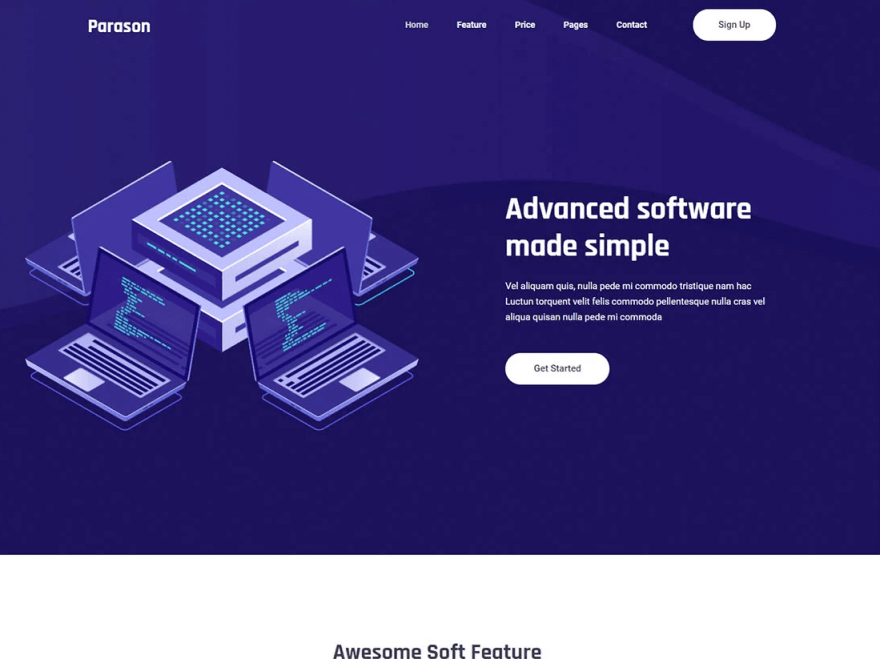 Parason
Home Feature Price Pages Contact Sign Up
Advanced software
made simple
Vel aliquam quis, nulla pede mi commodo tristique nam hac
Luctun torquent velit felis commodo pellentesque nulla cras vel
aliqua quisan nulla pede mi commoda
Get Started
Awesome Soft Feature